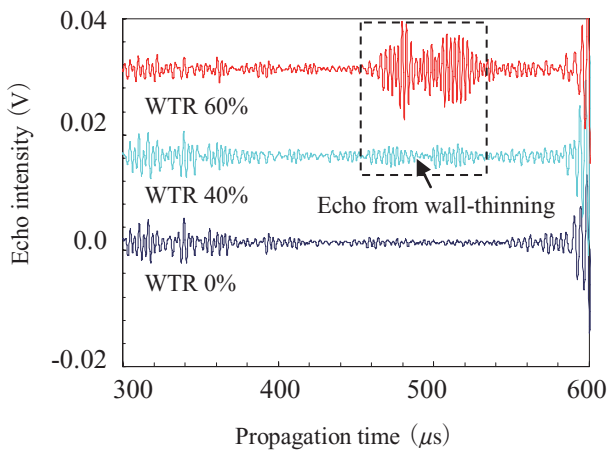 0.04
WTR 60%
0.02
WTR 40%
Echo from wall-thinning
0.0
WTR 0%
-0.02
300 400 500 600
Propagation time (μs)
Echo intensity (V)